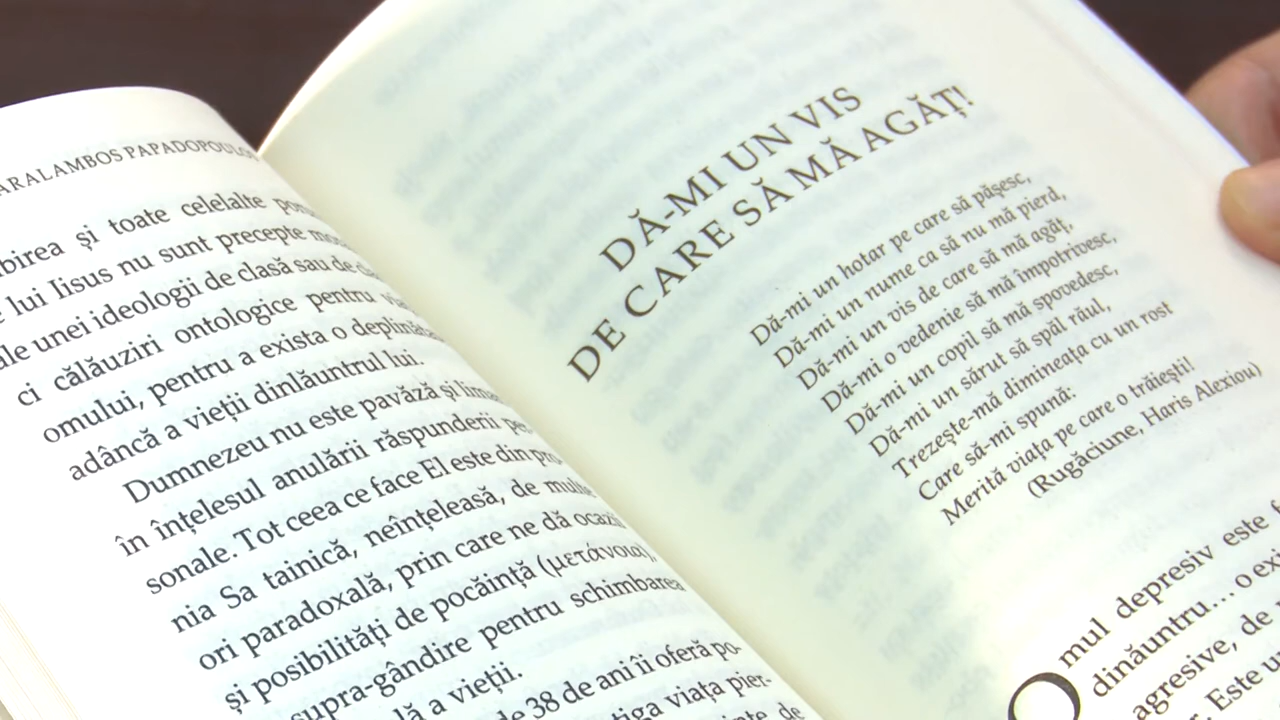 ARALAMBOS PAPADOPOULOS
birea și toate celelalte
lui Iisus nu sunt precepte
ale unei ideologii de clasă sau de
ci călăuziri ontologice pentru
omului, pentru a exista o deplină
adâncă a vieții dinlăuntrul lui.
Dumnezeu nu este pavăză și
în înțelesul anulării răspunderii
sonale. Tot ceea ce face El este din
nia Sa tainică, neînțeleasă, de multe
ori paradoxală, prin care ne dă ocazii
și posibilități de pocăință (μετάνοια),
supra-gândire pentru schimbarea
a vieții.
de 38 de ani îi oferă po-
viața pier-
de
DĂ-MI UN VIS
DE CARE SĂ MĂ AGĂȚ!
Dă-mi un hotar pe care să pășesc,
Dă-mi un nume ca să nu mă pierd,
Dă-mi un vis de care să mă agăț,
Dă-mi o vedenie să mă împotrivesc,
Dă-mi un copil să mă spovedesc,
Dă-mi un sărut să spăl răul,
Trezește-mă dimineața cu un rost
Care să-mi spună:
Merită viața pe care o trăiești!
(Rugăciune, Haris Alexiou)
Omul depresiv este
dinăuntru... o
agresive, de
Este